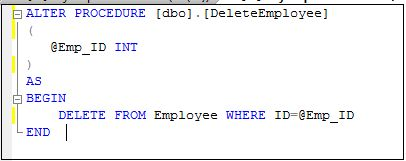 ALTER PROCEDURE [dbo].[DeleteEmployee]
(
@Emp_ID INT
)
AS
BEGIN
DELETE FROM Employee WHERE ID=@Emp_ID
END